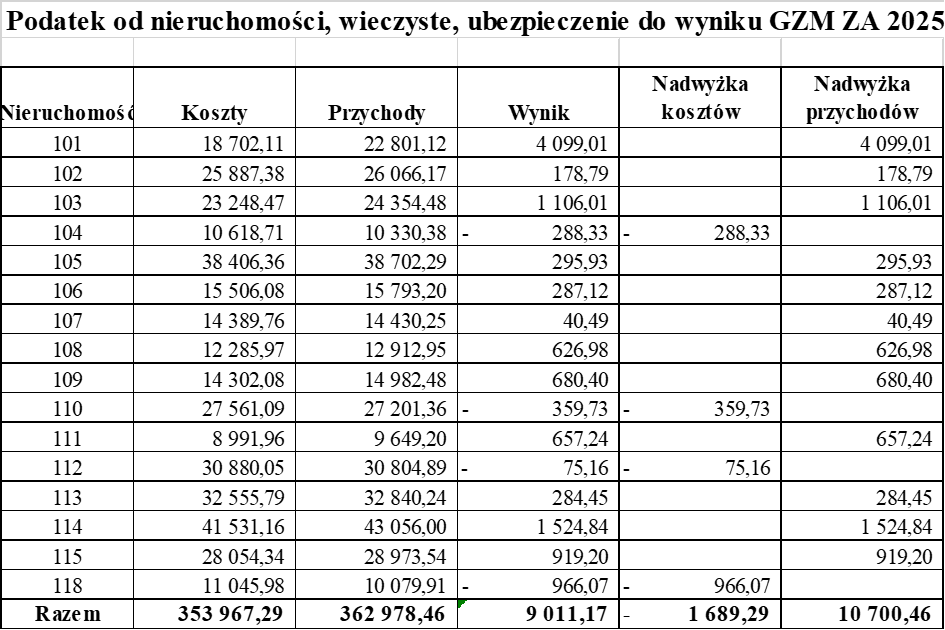 Podatek od nieruchomości, wieczyste, ubezpieczenie do wyniku GZM ZA 2025
Nieruchomość Koszty Przychody Wynik Nadwyżka kosztów Nadwyżka przychodów
101 18 702,11 22 801,12 4 099,01 4 099,01
102 25 887,38 26 066,17 178,79 178,79
103 23 248,47 24 354,48 1 106,01 1 106,01
104 10 618,71 10 330,38 - 288,33 - 288,33
105 38 406,36 38 702,29 295,93 295,93
106 15 506,08 15 793,20 287,12 287,12
107 14 389,76 14 430,25 40,49 40,49
108 12 285,97 12 912,95 626,98 626,98
109 14 302,08 14 982,48 680,40 680,40
110 27 561,09 27 201,36 - 359,73 - 359,73
111 8 991,96 9 649,20 657,24 657,24
112 30 880,05 30 804,89 - 75,16 - 75,16
113 32 555,79 32 840,24 284,45 284,45
114 41 531,16 43 056,00 1 524,84 1 524,84
115 28 054,34 28 973,54 919,20 919,20
118 11 045,98 10 079,91 - 966,07 - 966,07
Razem 353 967,29 362 978,46 9 011,17 - 1 689,29 10 700,46